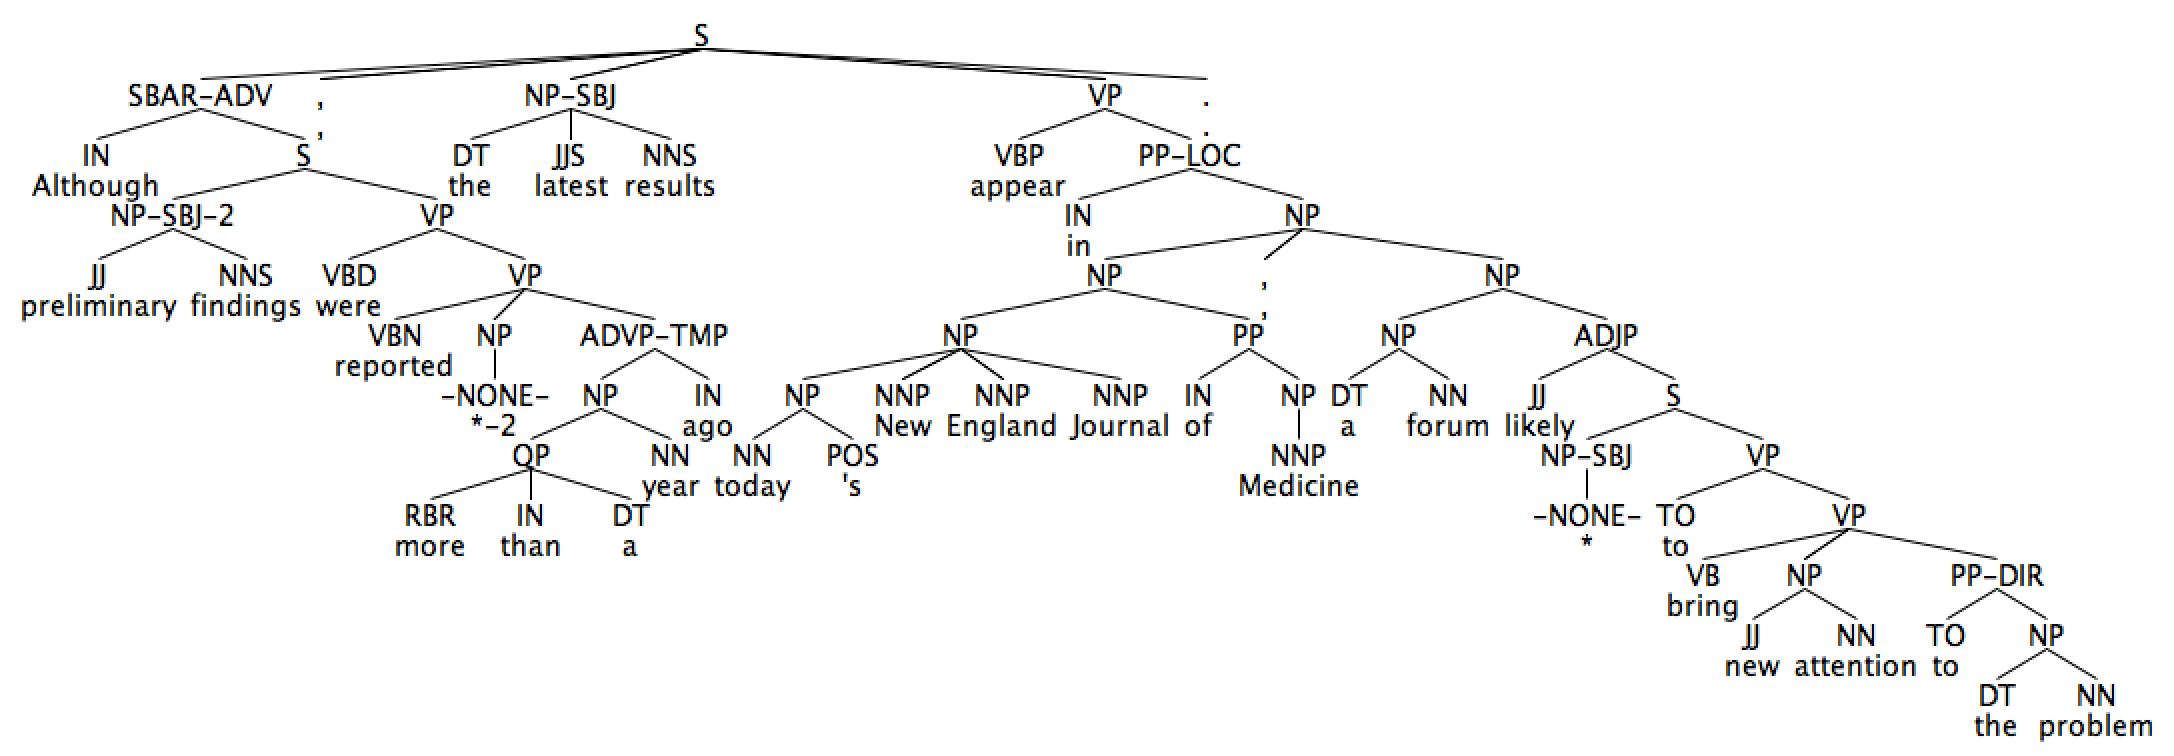 S
SBAR-ADV , NP-SBJ VP .
IN S , DT JJS NNS VBP PP-LOC .
Although the latest results appear
NP-SBJ-2 VP IN NP
in
JJ NNS VBD VP NP , NP
preliminary findings were
VBN NP ADVP-TMP NP PP , NP ADJP
reported
-NONE- NP IN NP NNP NNP NNP IN NP DT NN JJ S
*-2 ago New England Journal of a forum likely
QP NN NN POS NNP NP-SBJ VP
year today 's Medicine
RBR IN DT -NONE- TO VP
more than a * to
VB NP PP-DIR
bring
JJ NN TO NP
new attention to
DT NN
the problem